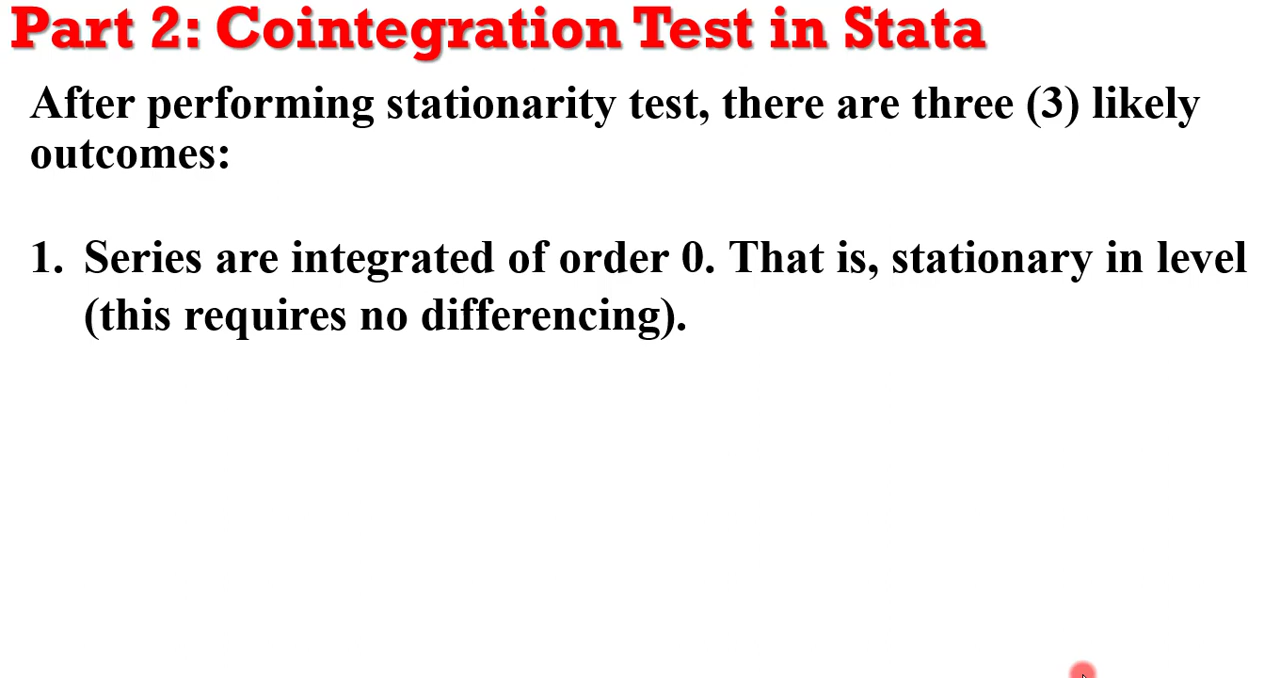 Part 2: Cointegration Test in Stata
After performing stationarity test, there are three (3) likely
outcomes:
1. Series are integrated of order 0. That is, stationary in level
(this requires no differencing).